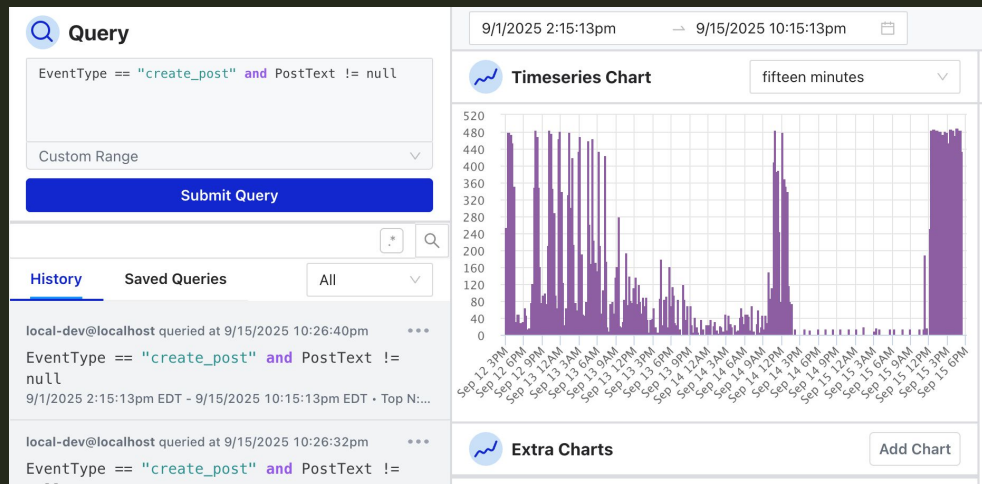 Query
EventType == "create_post" and PostText != null
Custom Range
Submit Query
.*
History
Saved Queries
All
local-dev@localhost queried at 9/15/2025 10:26:40pm
EventType == "create_post" and PostText !=
null
9/1/2025 2:15:13pm EDT - 9/15/2025 10:15:13pm EDT • Top N:...
local-dev@localhost queried at 9/15/2025 10:26:32pm
EventType == "create_post" and PostText !=
9/1/2025 2:15:13pm → 9/15/2025 10:15:13pm
Timeseries Chart
fifteen minutes
520
480
440
400
360
320
280
240
200
160
120
80
40
0
Sep 12 3PM
Sep 12 6PM
Sep 12 9PM
Sep 13 12AM
Sep 13 3AM
Sep 13 6AM
Sep 13 9AM
Sep 13 12PM
Sep 13 3PM
Sep 13 6PM
Sep 13 9PM
Sep 14 12AM
Sep 14 3AM
Sep 14 6AM
Sep 14 9AM
Sep 14 12PM
Sep 14 3PM
Sep 14 6PM
Sep 14 9PM
Sep 15 12AM
Sep 15 3AM
Sep 15 6AM
Sep 15 9AM
Sep 15 12PM
Sep 15 3PM
Sep 15 6PM
Extra Charts
Add Chart